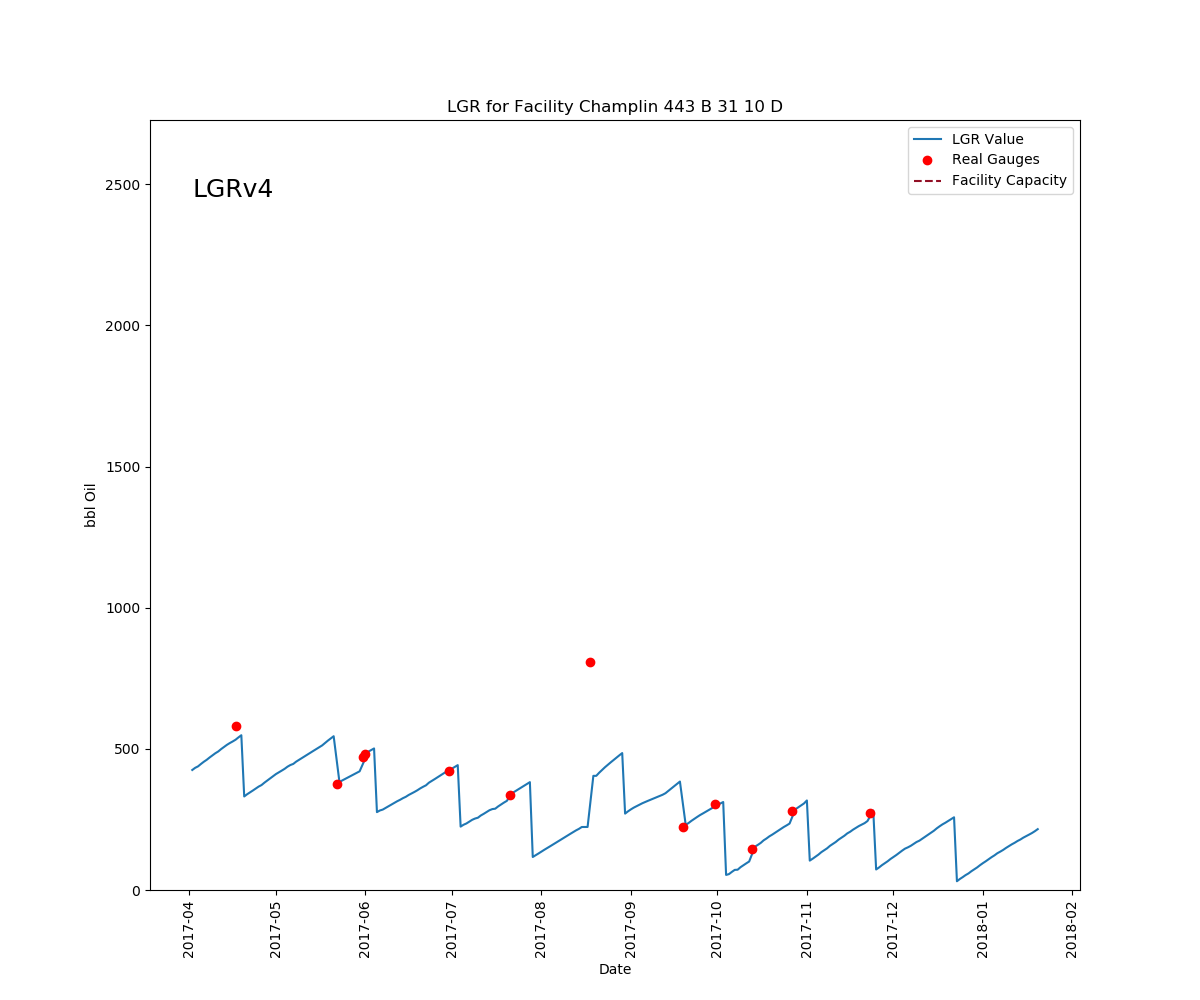 LGR for Facility Champlin 443 B 31 10 D
LGRv4
LGR Value
Real Gauges
Facility Capacity
bbl Oil
2500
2000
1500
1000
500
0
2017-04
2017-05
2017-06
2017-07
2017-08
2017-09
2017-10
2017-11
2017-12
2018-01
2018-02
Date